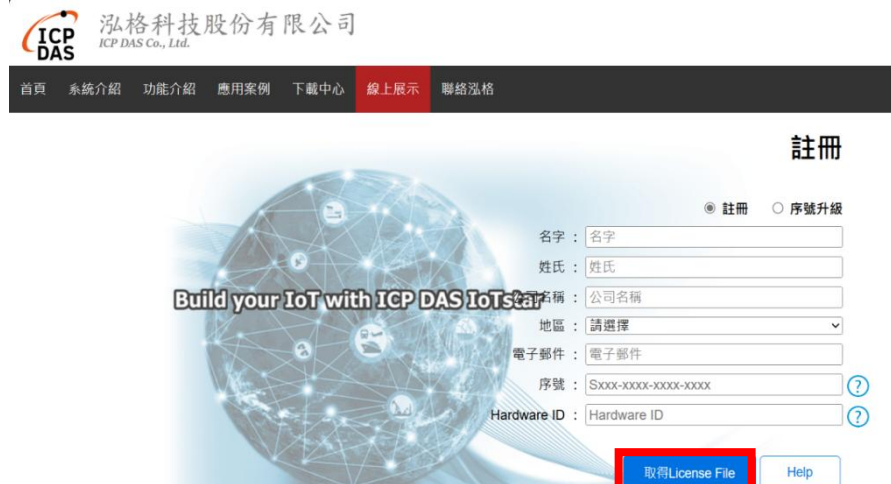 ICP DAS 泓格科技股份有限公司
ICP DAS Co., Ltd.
首頁 系統介紹 功能介紹 應用案例 下載中心 線上展示 聯絡泓格
註冊
註冊 序號升級
名字 : 名字
姓氏 : 姓氏
公司名稱 : 公司名稱
Build your IoT with ICP DAS IoTstar
地區 : 請選擇
電子郵件 : 電子郵件
序號 : Sxxx-xxxx-xxxx-xxxx ?
Hardware ID : Hardware ID ?
取得License File Help